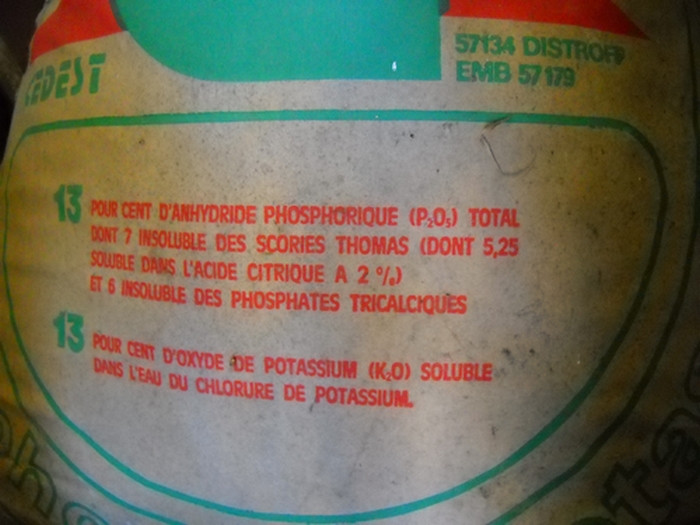 57134 DISTROFF
EMB 57179
13 POUR CENT D'ANHYDRIDE PHOSPHORIQUE (P₂O₅) TOTAL
DONT 7 INSOLUBLE DES SCORIES THOMAS (DONT 5,25
SOLUBLE DANS L'ACIDE CITRIQUE A 2 %)
ET 6 INSOLUBLE DES PHOSPHATES TRICALCIQUES
13 POUR CENT D'OXYDE DE POTASSIUM (K₂O) SOLUBLE
DANS L'EAU DU CHLORURE DE POTASSIUM.